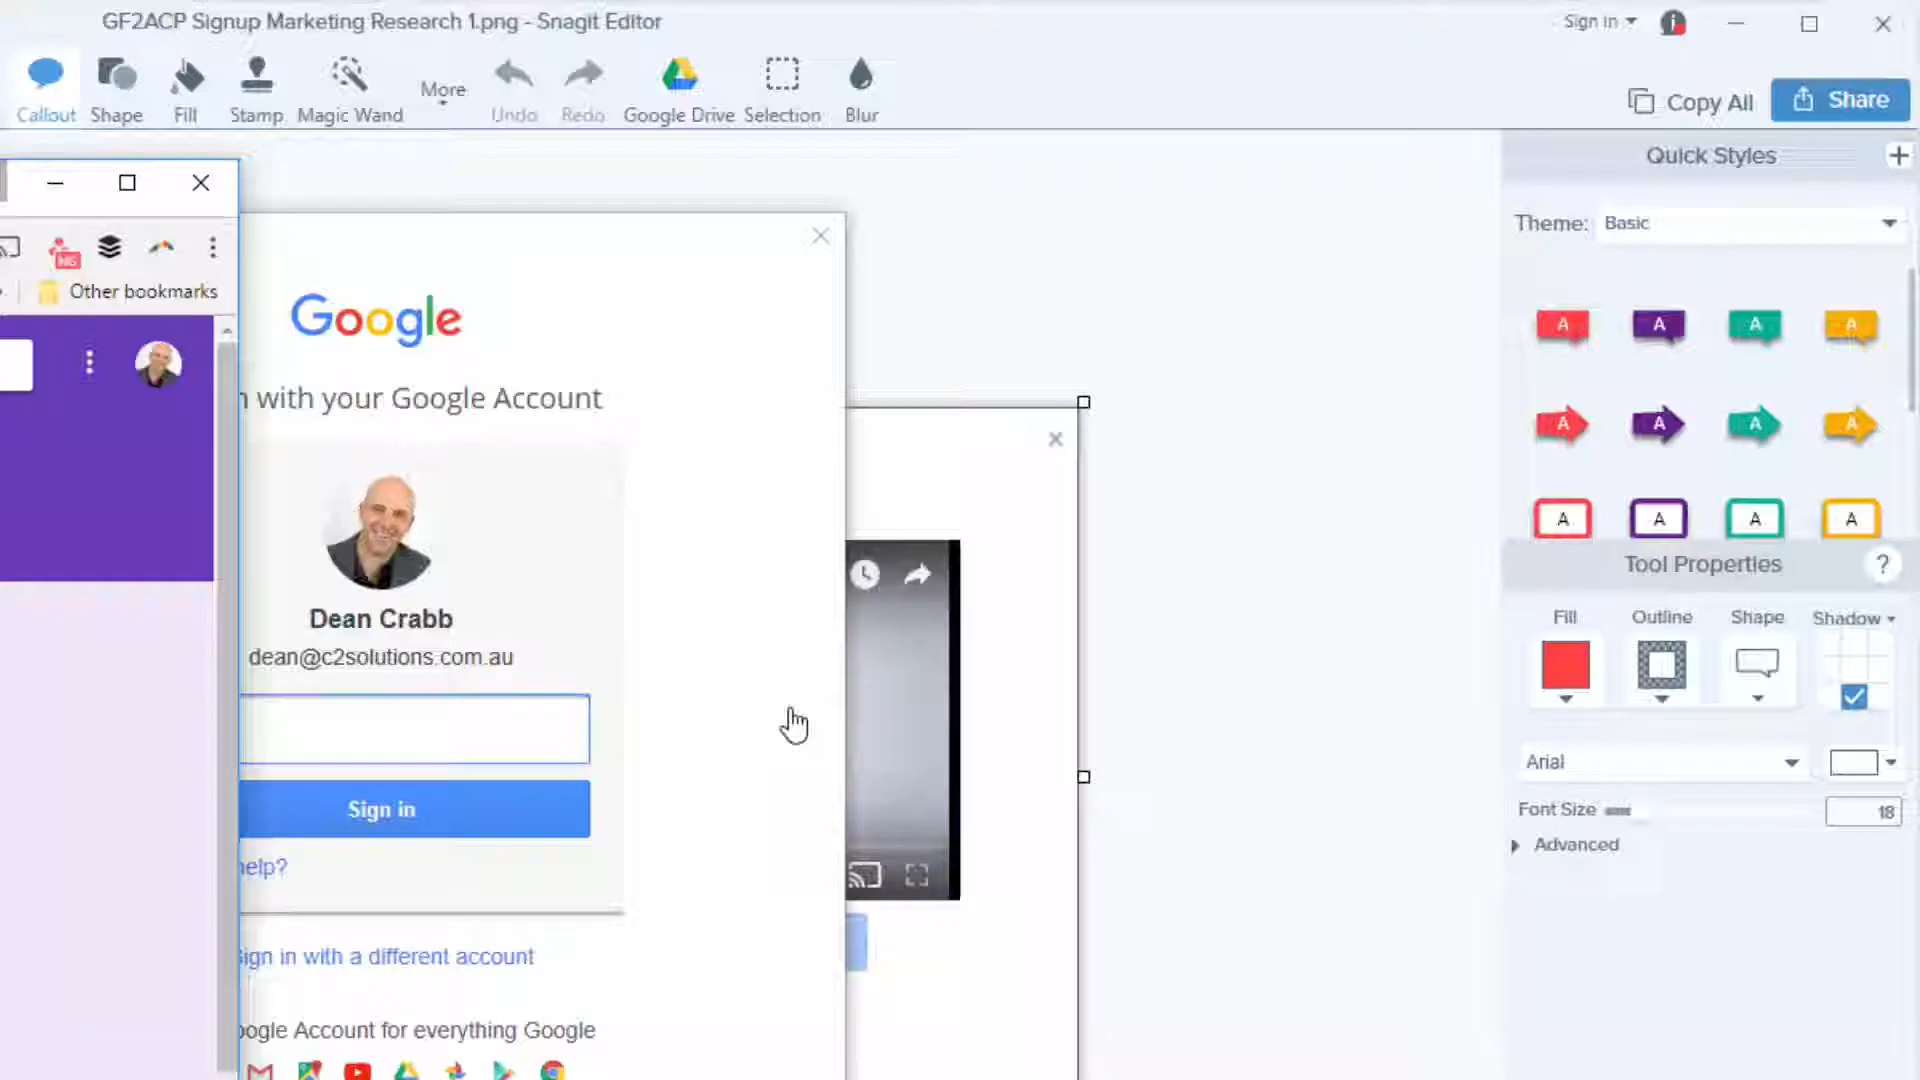 GF2ACP Signup Marketing Research 1.png - Snagit Editor
Sign in
Callout
Shape
Fill
Stamp
Magic Wand
More
Undo
Redo
Google Drive
Selection
Blur
Copy All
Share
Quick Styles
Theme: Basic
A A A A
A A A A
A A A A
Tool Properties ?
Fill Outline Shape Shadow
Arial
Font Size 18
Advanced
Other bookmarks
Google
with your Google Account
Dean Crabb
dean@c2solutions.com.au
Sign in
help?
Sign in with a different account
oogle Account for everything Google